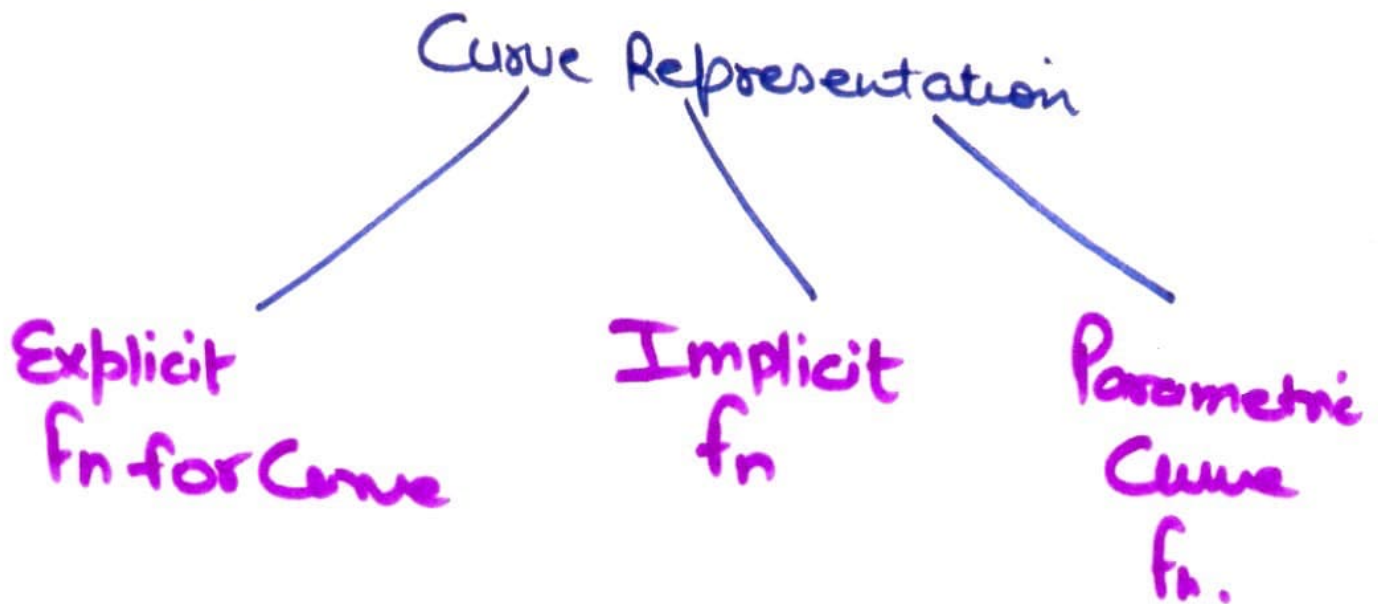 Curve Representation
Explicit
fn for Curve
Implicit
fn
Parametric
Curve
fn.